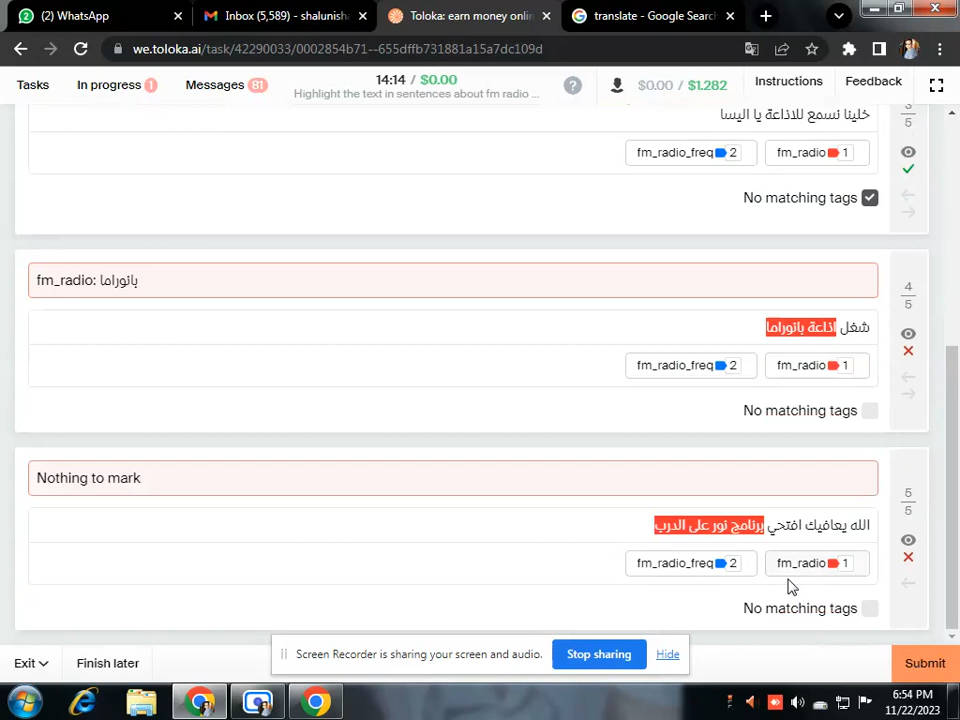 (2) WhatsApp
Inbox (5,589) - shalunisha
Toloka: earn money onlin
translate - Google Search
we.toloka.ai/task/42290033/0002854b71--655dffb731881a15a7dc109d
Tasks
In progress 1
Messages 81
14:14 / $0.00
Highlight the text in sentences about fm radio ...
$0.00 / $1.282
Instructions
Feedback
خلينا نسمع للاذاعة يا اليسا
3
5
fm_radio_freq 2
fm_radio 1
No matching tags
fm_radio: بانوراما
4
5
شغل اذاعة بانوراما
fm_radio_freq 2
fm_radio 1
No matching tags
Nothing to mark
5
5
الله يعافيك افتحي برنامج نور على الدرب
fm_radio_freq 2
fm_radio 1
No matching tags
Exit
Finish later
Screen Recorder is sharing your screen and audio.
Stop sharing
Hide
Submit
6:54 PM
11/22/2023